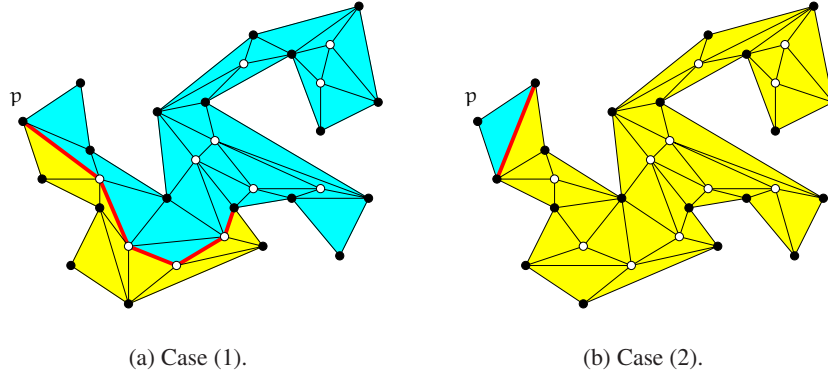 𝔭
𝔭
(a) Case (1).
(b) Case (2).